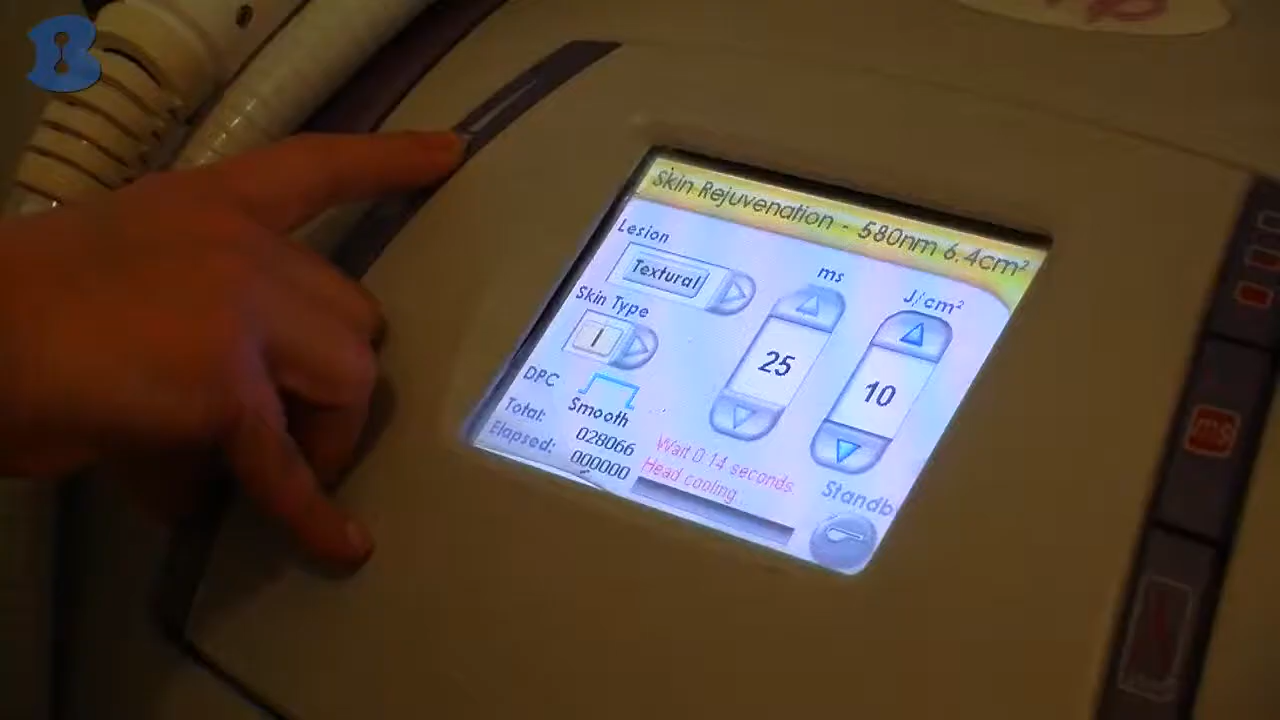 B
Skin Rejuvenation - 580nm 6.4cm²
Lesion
Textural
ms
J/cm²
Skin Type
I
25
10
DPC
Smooth
Total: 028066
Elapsed: 000000
Wait 0.14 seconds
Head cooling
Standb
ms